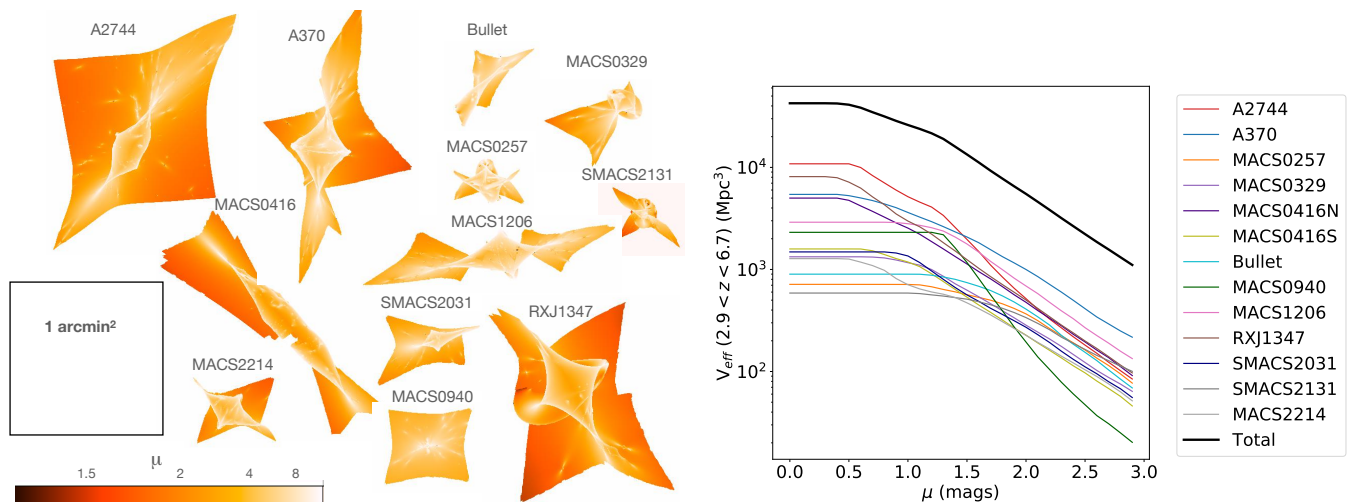 A2744
A370
Bullet
MACS0329
MACS0257
SMACS2131
MACS0416
MACS1206
1 arcmin²
SMACS2031
RXJ1347
MACS2214
MACS0940
μ
1.5 2 4 8
V_eff (2.9 < z < 6.7) (Mpc³)
10⁴
10³
10²
0.0 0.5 1.0 1.5 2.0 2.5 3.0
μ (mags)
A2744
A370
MACS0257
MACS0329
MACS0416N
MACS0416S
Bullet
MACS0940
MACS1206
RXJ1347
SMACS2031
SMACS2131
MACS2214
Total